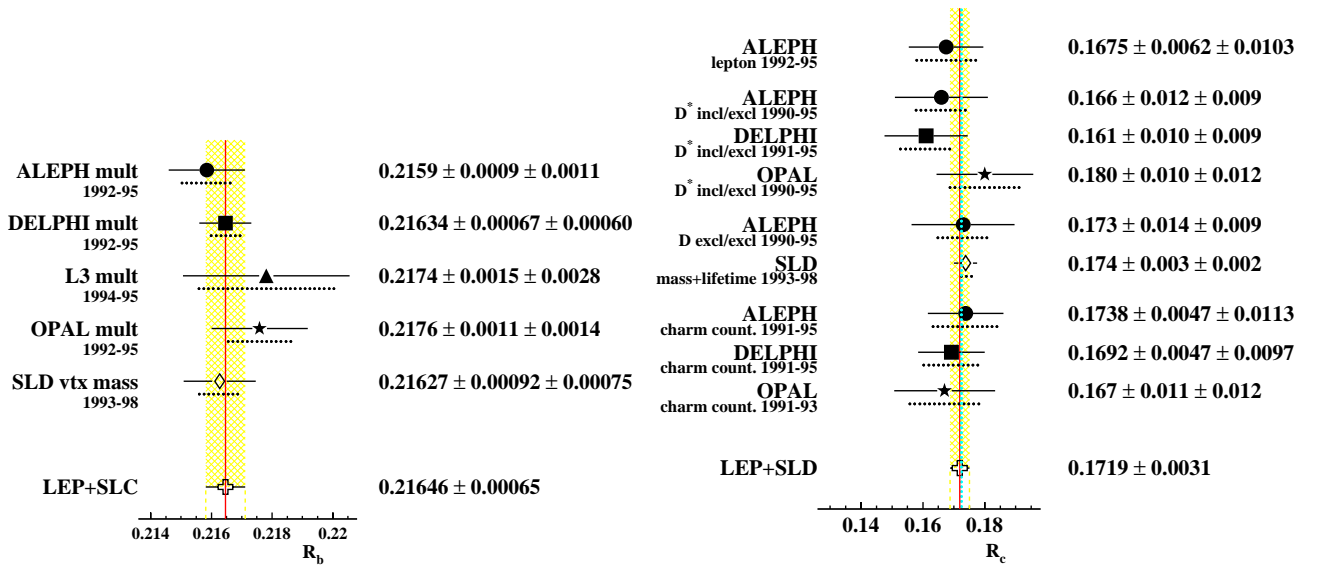 ALEPH mult 0.2159 ± 0.0009 ± 0.0011
1992-95
DELPHI mult 0.21634 ± 0.00067 ± 0.00060
1992-95
L3 mult 0.2174 ± 0.0015 ± 0.0028
1994-95
OPAL mult 0.2176 ± 0.0011 ± 0.0014
1992-95
SLD vtx mass 0.21627 ± 0.00092 ± 0.00075
1993-98
LEP+SLC 0.21646 ± 0.00065
0.214 0.216 0.218 0.22
R_b
ALEPH 0.1675 ± 0.0062 ± 0.0103
lepton 1992-95
ALEPH 0.166 ± 0.012 ± 0.009
D* incl/excl 1990-95
DELPHI 0.161 ± 0.010 ± 0.009
D* incl/excl 1991-95
OPAL 0.180 ± 0.010 ± 0.012
D* incl/excl 1990-95
ALEPH 0.173 ± 0.014 ± 0.009
D excl/excl 1990-95
SLD 0.174 ± 0.003 ± 0.002
mass+lifetime 1993-98
ALEPH 0.1738 ± 0.0047 ± 0.0113
charm count. 1991-95
DELPHI 0.1692 ± 0.0047 ± 0.0097
charm count. 1991-95
OPAL 0.167 ± 0.011 ± 0.012
charm count. 1991-93
LEP+SLD 0.1719 ± 0.0031
0.14 0.16 0.18
R_c